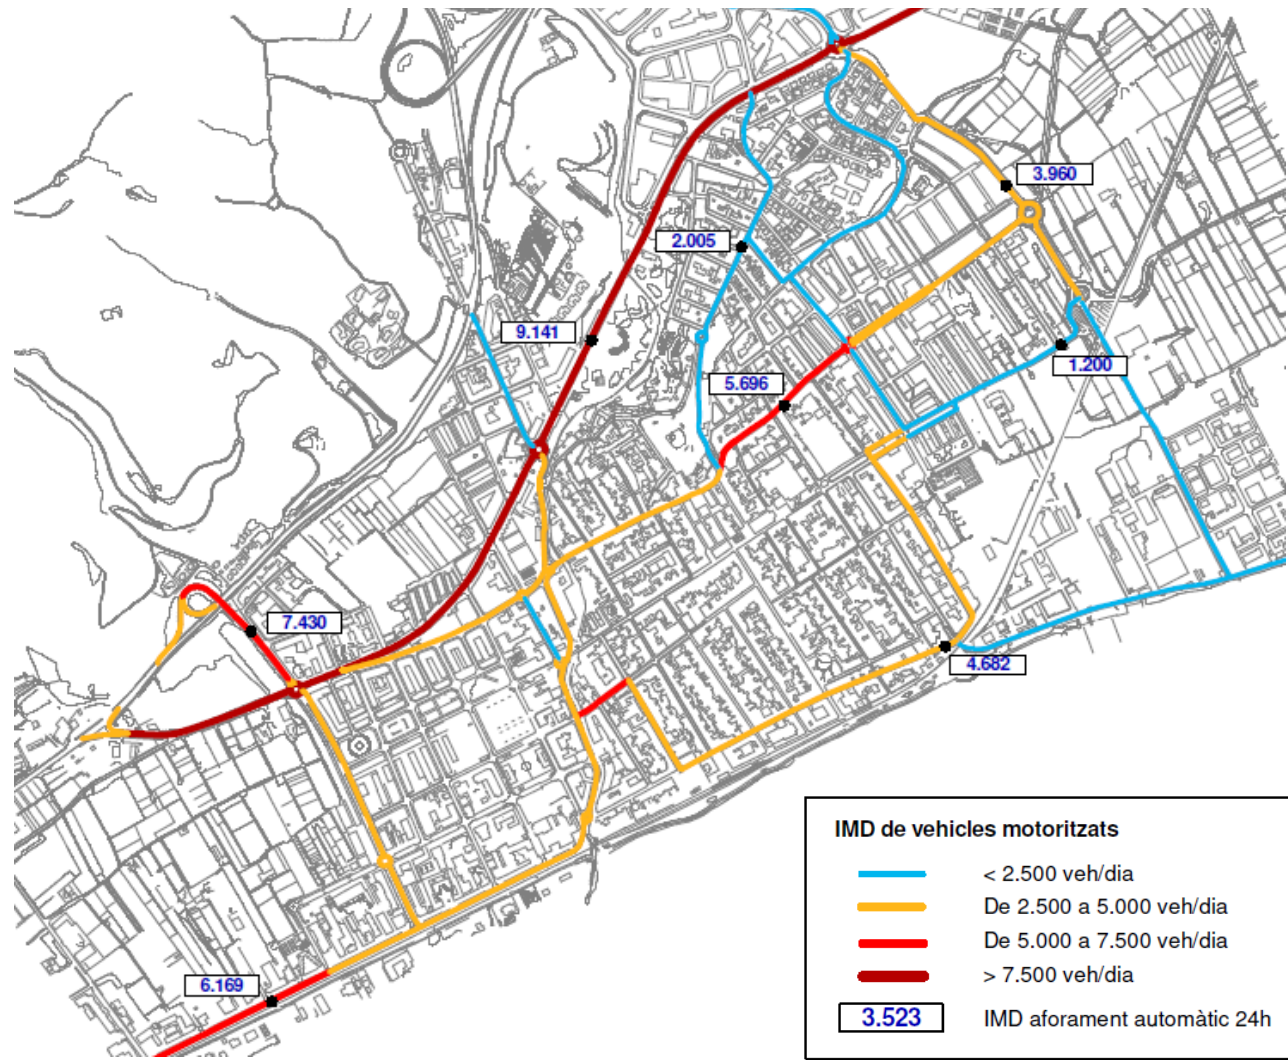 3.960
2.005
9.141
1.200
5.696
7.430
4.682
6.169
IMD de vehicles motoritzats
< 2.500 veh/dia
De 2.500 a 5.000 veh/dia
De 5.000 a 7.500 veh/dia
> 7.500 veh/dia
3.523 IMD aforament automàtic 24h